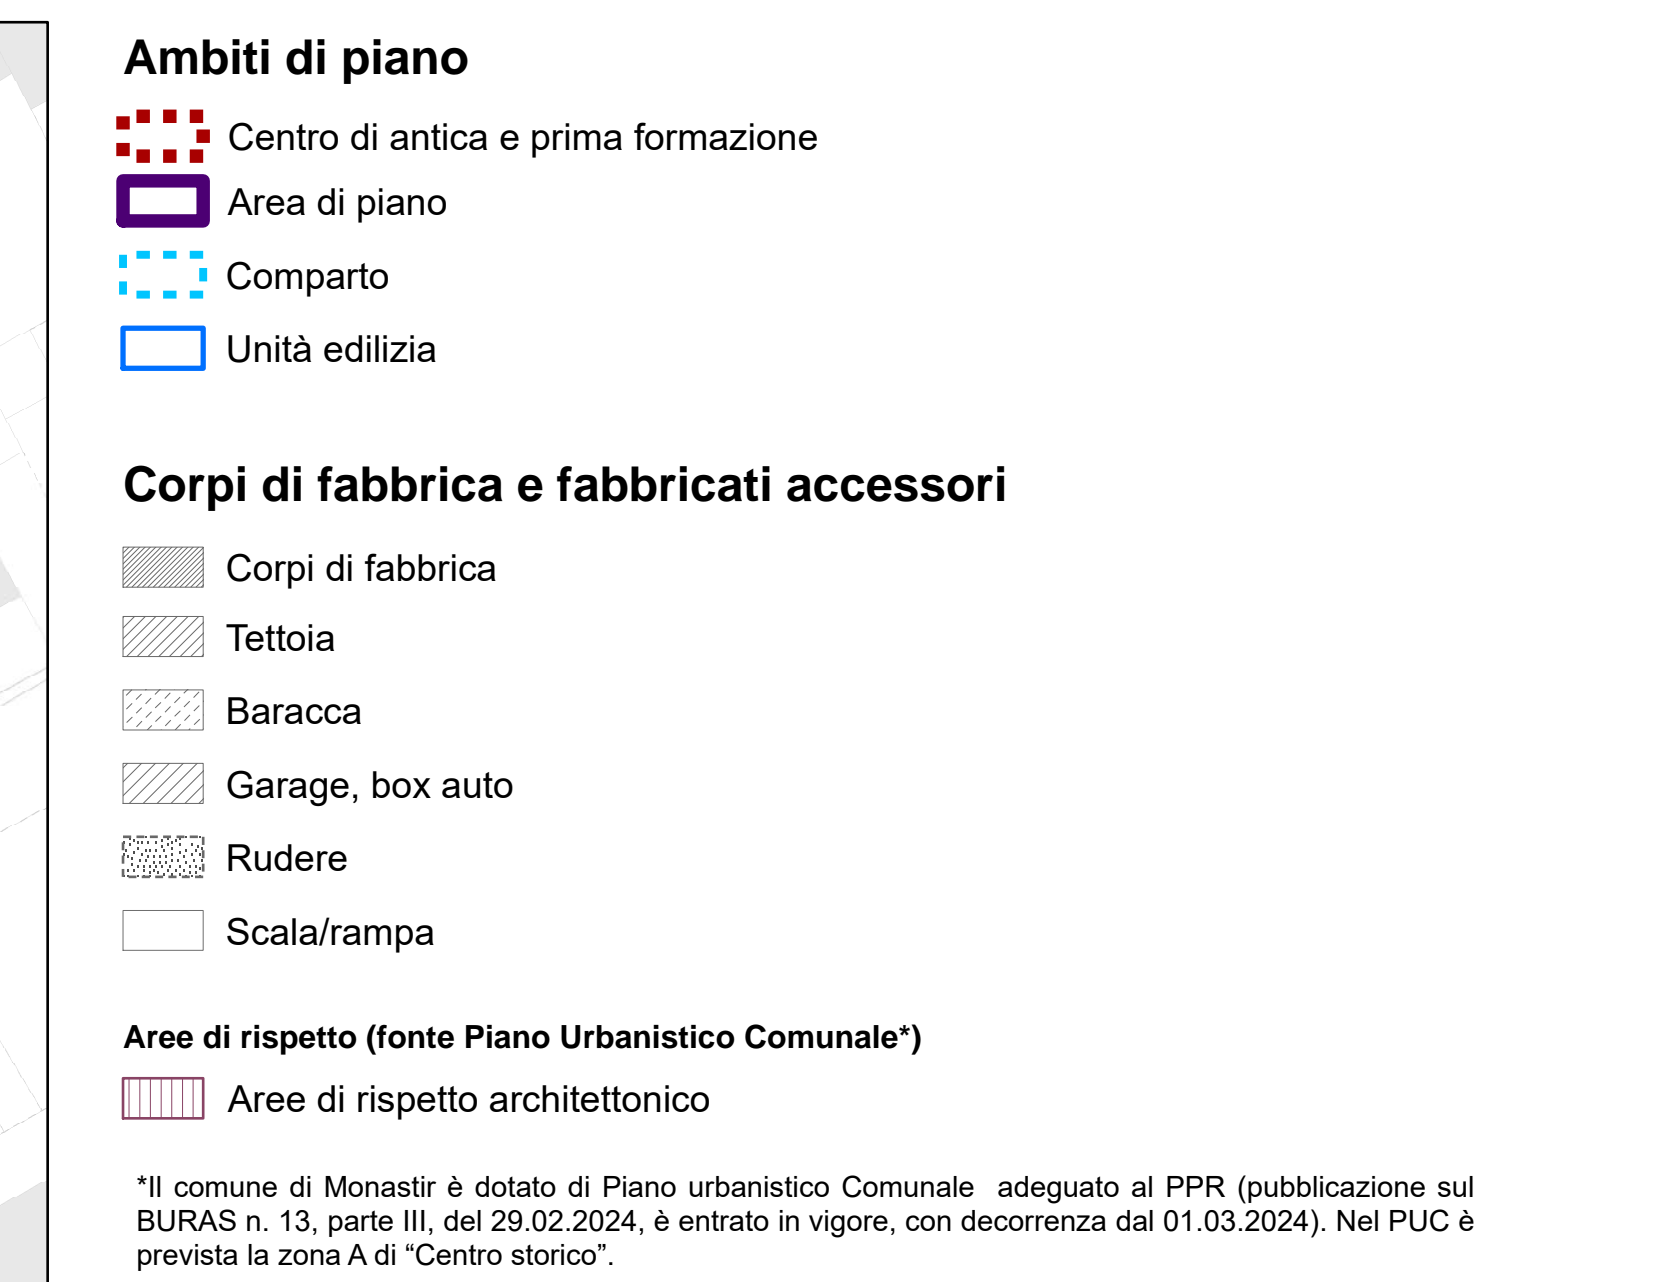 Ambiti di piano
Centro di antica e prima formazione
Area di piano
Comparto
Unità edilizia
Corpi di fabbrica e fabbricati accessori
Corpi di fabbrica
Tettoia
Baracca
Garage, box auto
Rudere
Scala/rampa
Aree di rispetto (fonte Piano Urbanistico Comunale*)
Aree di rispetto architettonico
*Il comune di Monastir è dotato di Piano urbanistico Comunale adeguato al PPR (pubblicazione sul
BURAS n. 13, parte III, del 29.02.2024, è entrato in vigore, con decorrenza dal 01.03.2024). Nel PUC è
prevista la zona A di “Centro storico”.